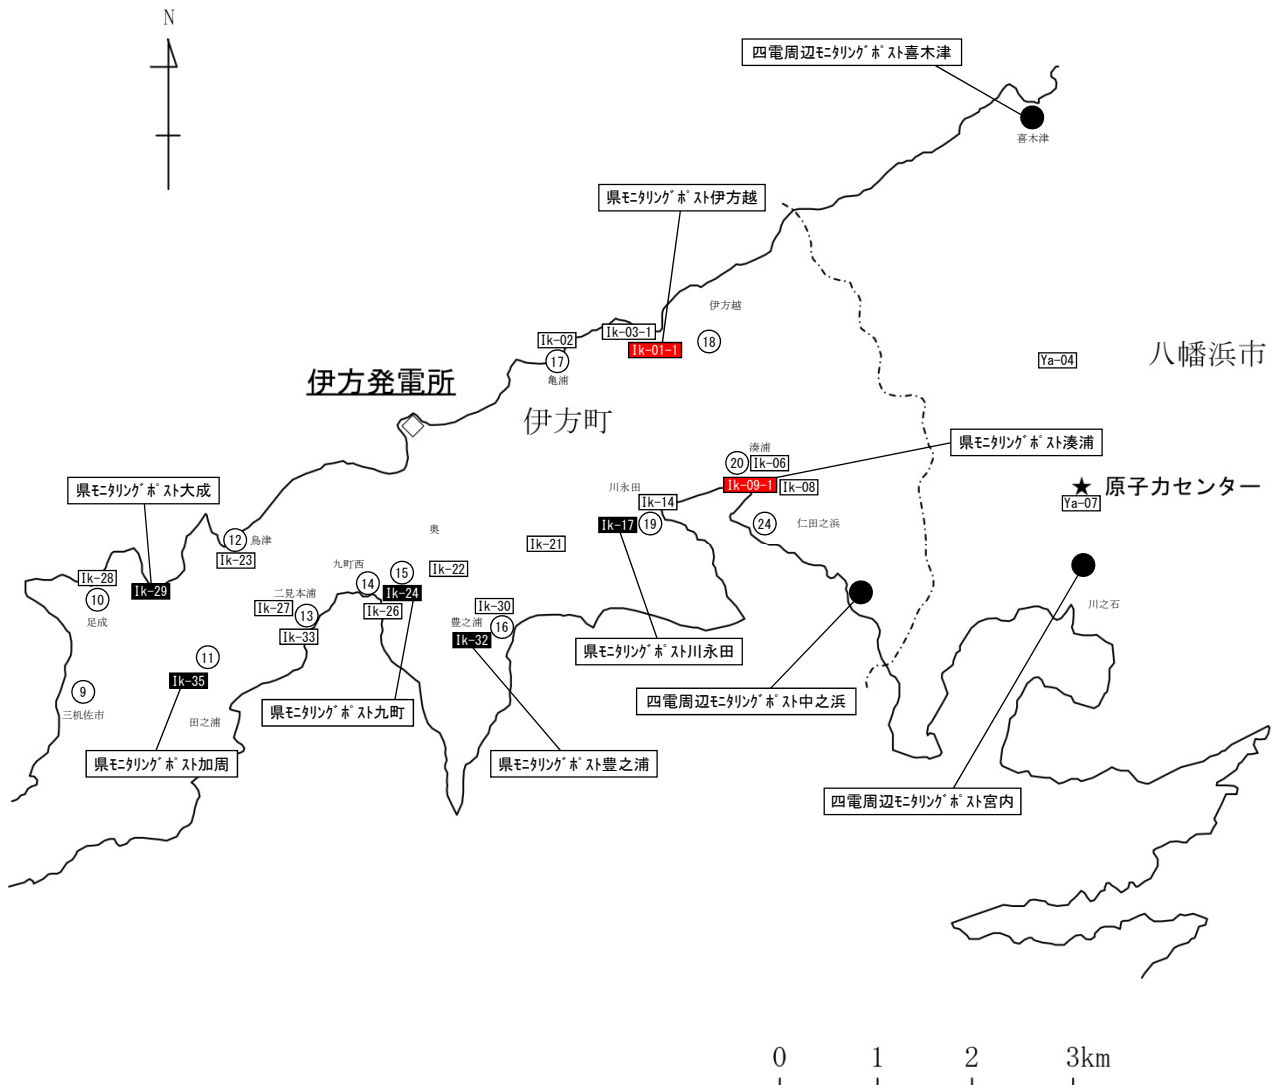 N
四電周辺ﾓﾆﾀﾘﾝｸﾞﾎﾟｽﾄ喜木津
喜木津
県ﾓﾆﾀﾘﾝｸﾞﾎﾟｽﾄ伊方越
伊方越
Ik-03-1
Ik-02
Ik-01-1
18
17
亀浦
Ya-04
八幡浜市
伊方発電所
伊方町
県ﾓﾆﾀﾘﾝｸﾞﾎﾟｽﾄ湊浦
湊浦
20
Ik-06
Ik-09-1
Ik-08
★ 原子力センター
Ya-07
県ﾓﾆﾀﾘﾝｸﾞﾎﾟｽﾄ大成
川永田
Ik-14
Ik-17
19
24
仁田之浜
奥
12
鳥津
Ik-23
Ik-21
九町西
14
15
Ik-22
Ik-28
Ik-29
Ik-24
10
足成
二見本浦
Ik-27
13
Ik-26
Ik-30
豊之浦
16
Ik-33
Ik-32
川之石
県ﾓﾆﾀﾘﾝｸﾞﾎﾟｽﾄ川永田
11
Ik-35
9
三机佐市
田之浦
県ﾓﾆﾀﾘﾝｸﾞﾎﾟｽﾄ九町
四電周辺ﾓﾆﾀﾘﾝｸﾞﾎﾟｽﾄ中之浜
県ﾓﾆﾀﾘﾝｸﾞﾎﾟｽﾄ加周
県ﾓﾆﾀﾘﾝｸﾞﾎﾟｽﾄ豊之浦
四電周辺ﾓﾆﾀﾘﾝｸﾞﾎﾟｽﾄ宮内
0 1 2 3km